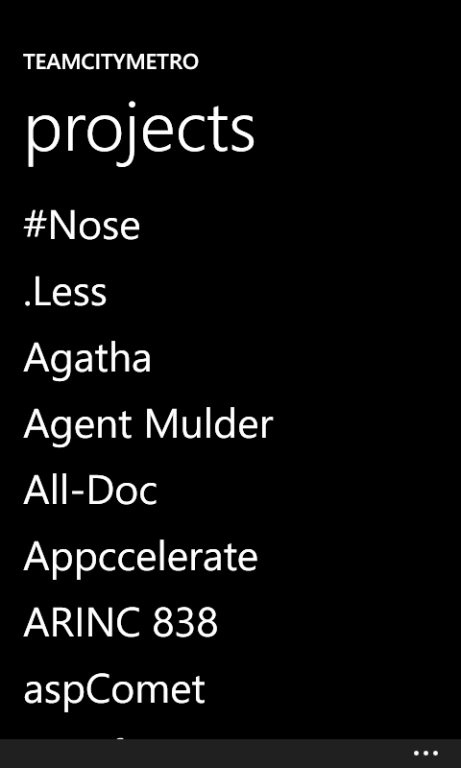 TEAMCITYMETRO
projects
#Nose
.Less
Agatha
Agent Mulder
All-Doc
Appccelerate
ARINC 838
aspComet